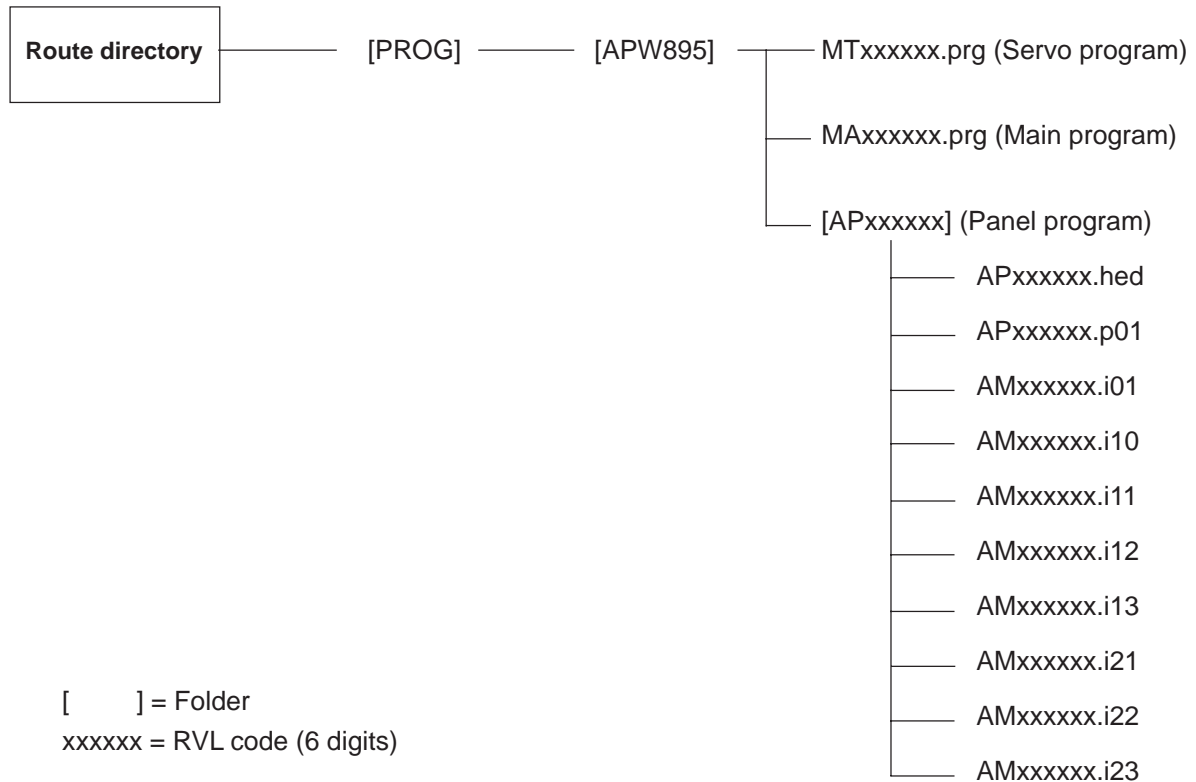 Route directory [PROG] [APW895] MTxxxxxx.prg (Servo program)
MAxxxxxx.prg (Main program)
[APxxxxxx] (Panel program)
APxxxxxx.hed
APxxxxxx.p01
AMxxxxxx.i01
AMxxxxxx.i10
AMxxxxxx.i11
AMxxxxxx.i12
AMxxxxxx.i13
AMxxxxxx.i21
AMxxxxxx.i22
AMxxxxxx.i23
[ ] = Folder
xxxxxx = RVL code (6 digits)